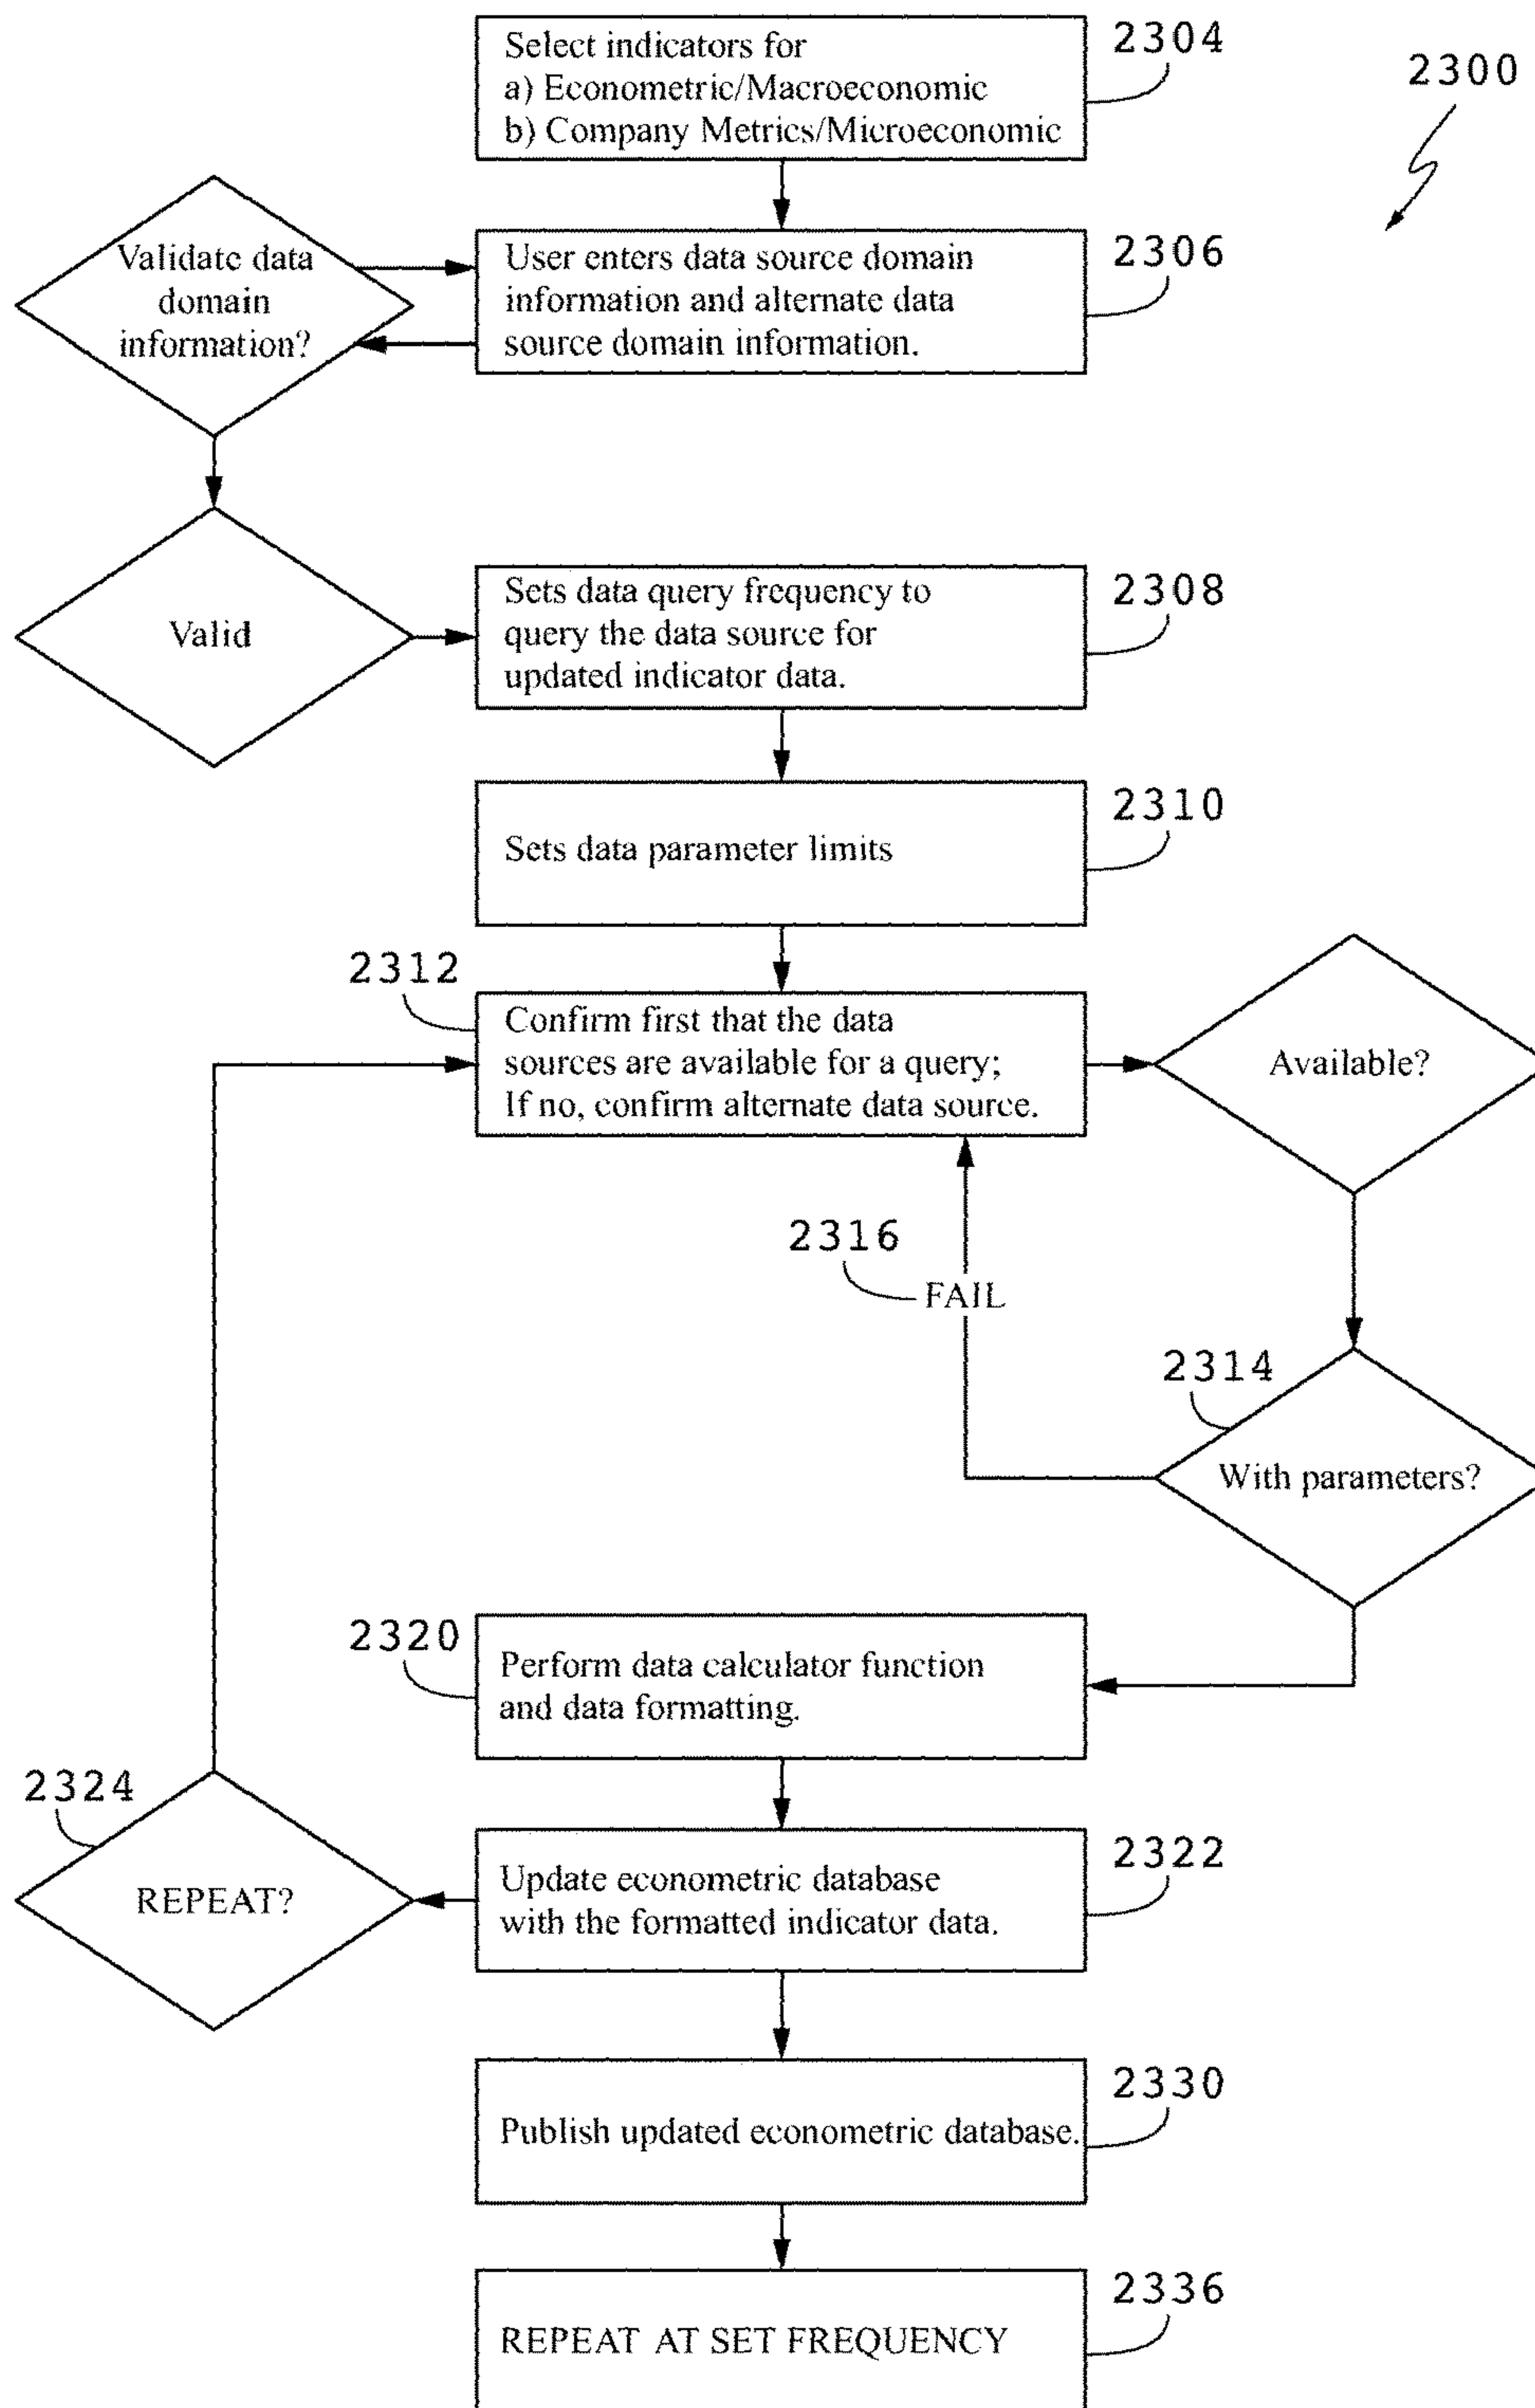 Select indicators for
a) Econometric/Macroeconomic
b) Company Metrics/Microeconomic
2304
2300
Validate data
domain
information?
User enters data source domain
information and alternate data
source domain information.
2306
Valid
Sets data query frequency to
query the data source for
updated indicator data.
2308
Sets data parameter limits
2310
2312
Confirm first that the data
sources are available for a query;
If no, confirm alternate data source.
Available?
2316
FAIL
2314
With parameters?
2320
Perform data calculator function
and data formatting.
2324
REPEAT?
Update econometric database
with the formatted indicator data.
2322
Publish updated econometric database.
2330
REPEAT AT SET FREQUENCY
2336